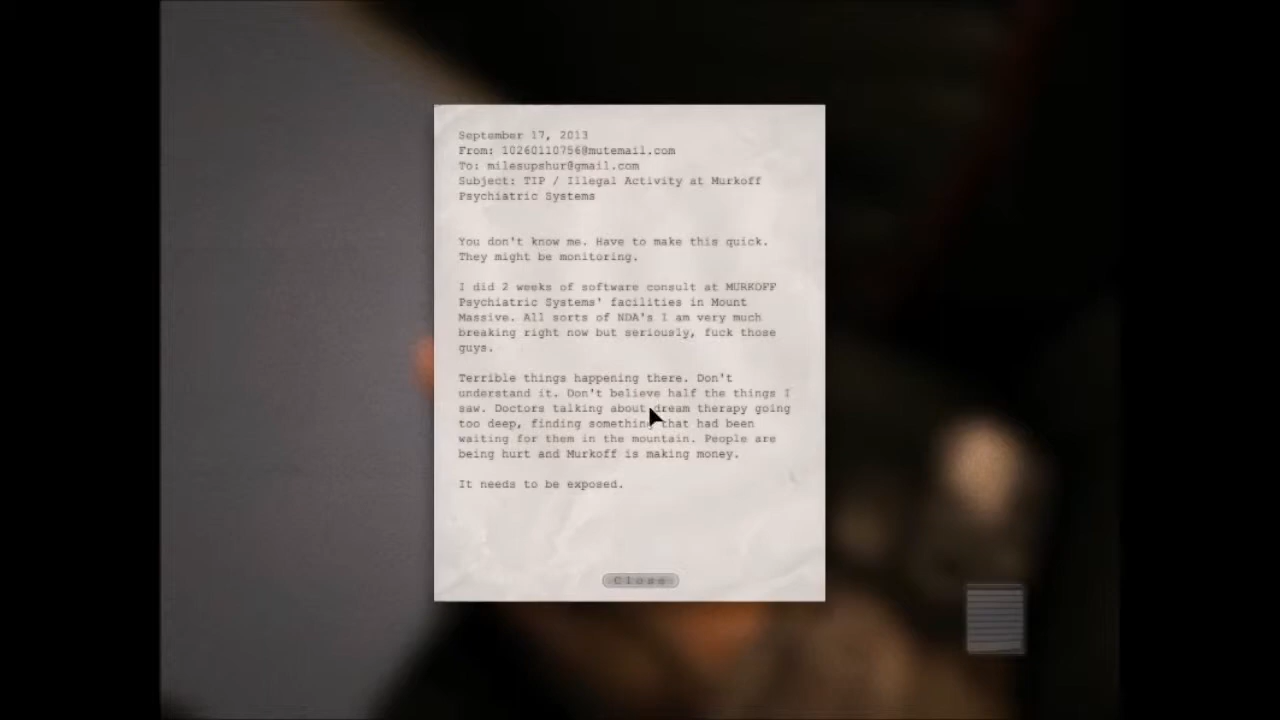 September 17, 2013
From: 10260110756@mutemail.com
To: milesupshur@gmail.com
Subject: TIP / Illegal Activity at Murkoff
Psychiatric Systems
You don't know me. Have to make this quick.
They might be monitoring.
I did 2 weeks of software consult at MURKOFF
Psychiatric Systems' facilities in Mount
Massive. All sorts of NDA's I am very much
breaking right now but seriously, fuck those
guys.
Terrible things happening there. Don't
understand it. Don't believe half the things I
saw. Doctors talking about dream therapy going
too deep, finding something that had been
waiting for them in the mountain. People are
being hurt and Murkoff is making money.
It needs to be exposed.
Close